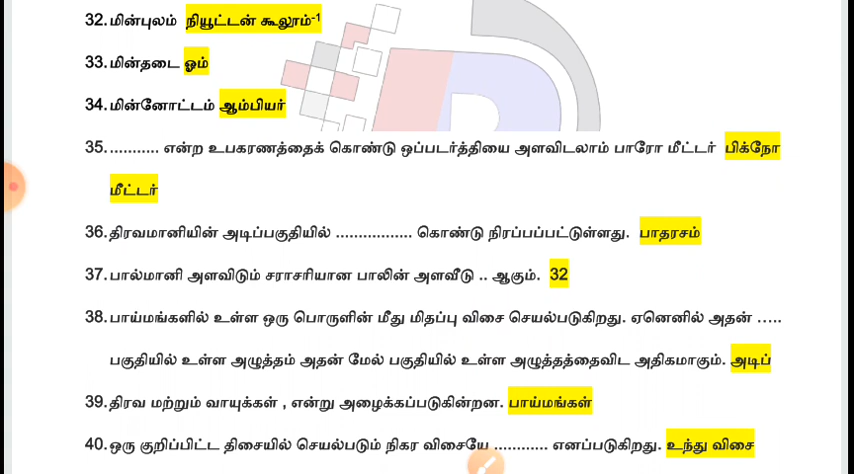 32. மின்புலம் நியூட்டன் கூலூம்-1
33. மின்தடை ஓம்
34. மின்னோட்டம் ஆம்பியர்
35. ........... என்ற உபகரணத்தைக் கொண்டு ஒப்படர்த்தியை அளவிடலாம் பாரோ மீட்டர் பிக்நோ
மீட்டர்
36. திரவமானியின் அடிப்பகுதியில் ................. கொண்டு நிரப்பப்பட்டுள்ளது. பாதரசம்
37. பால்மானி அளவிடும் சராசரியான பாலின் அளவீடு .. ஆகும். 32
38. பாய்மங்களில் உள்ள ஒரு பொருளின் மீது மிதப்பு விசை செயல்படுகிறது. ஏனெனில் அதன் …..
பகுதியில் உள்ள அழுத்தம் அதன் மேல் பகுதியில் உள்ள அழுத்தத்தைவிட அதிகமாகும். அடிப்
39. திரவ மற்றும் வாயுக்கள் , என்று அழைக்கப்படுகின்றன. பாய்மங்கள்
40. ஒரு குறிப்பிட்ட திசையில் செயல்படும் நிகர விசையே ............ எனப்படுகிறது. உந்து விசை